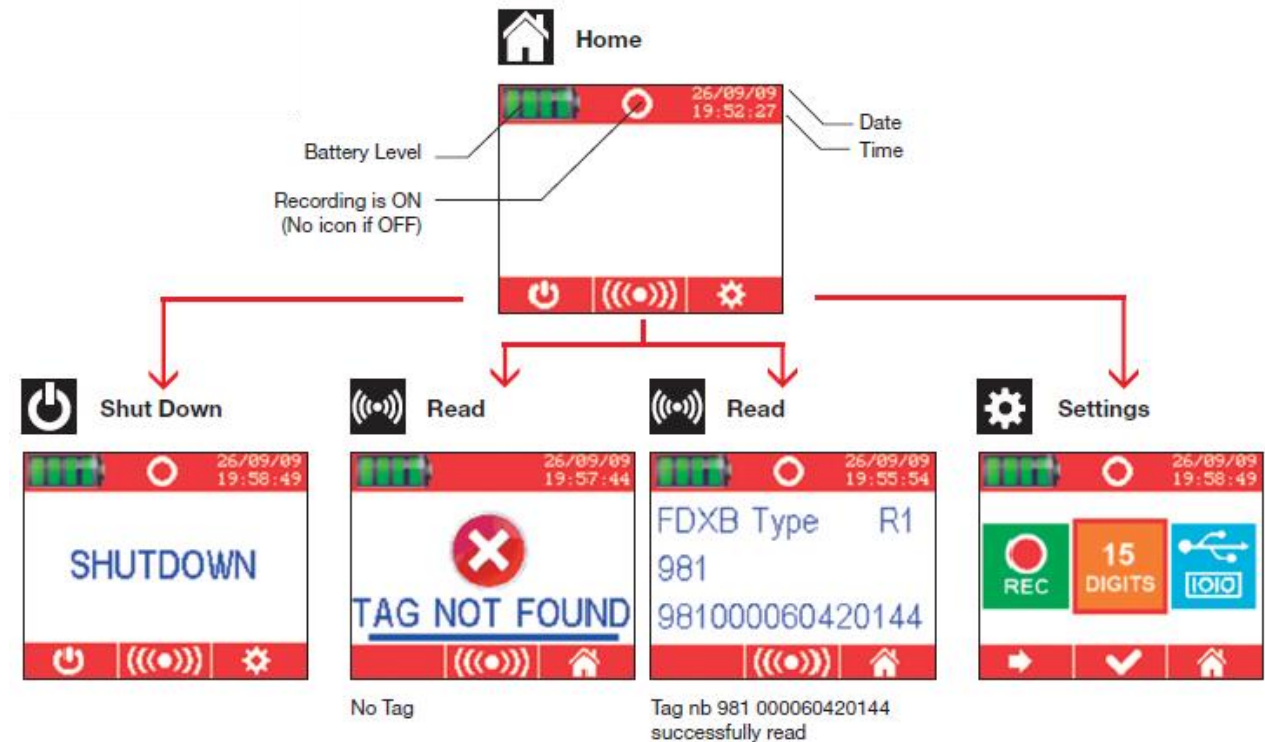 Home
26/09/09
19:52:27
Date
Time
Battery Level
Recording is ON
(No icon if OFF)
Shut Down
26/09/09
19:58:49
SHUTDOWN
Read
26/09/09
19:57:44
TAG NOT FOUND
No Tag
Read
26/09/09
19:55:54
FDXB Type R1
981
981000060420144
Tag nb 981 000060420144
successfully read
Settings
26/09/09
19:58:49
REC
15
DIGITS
1010